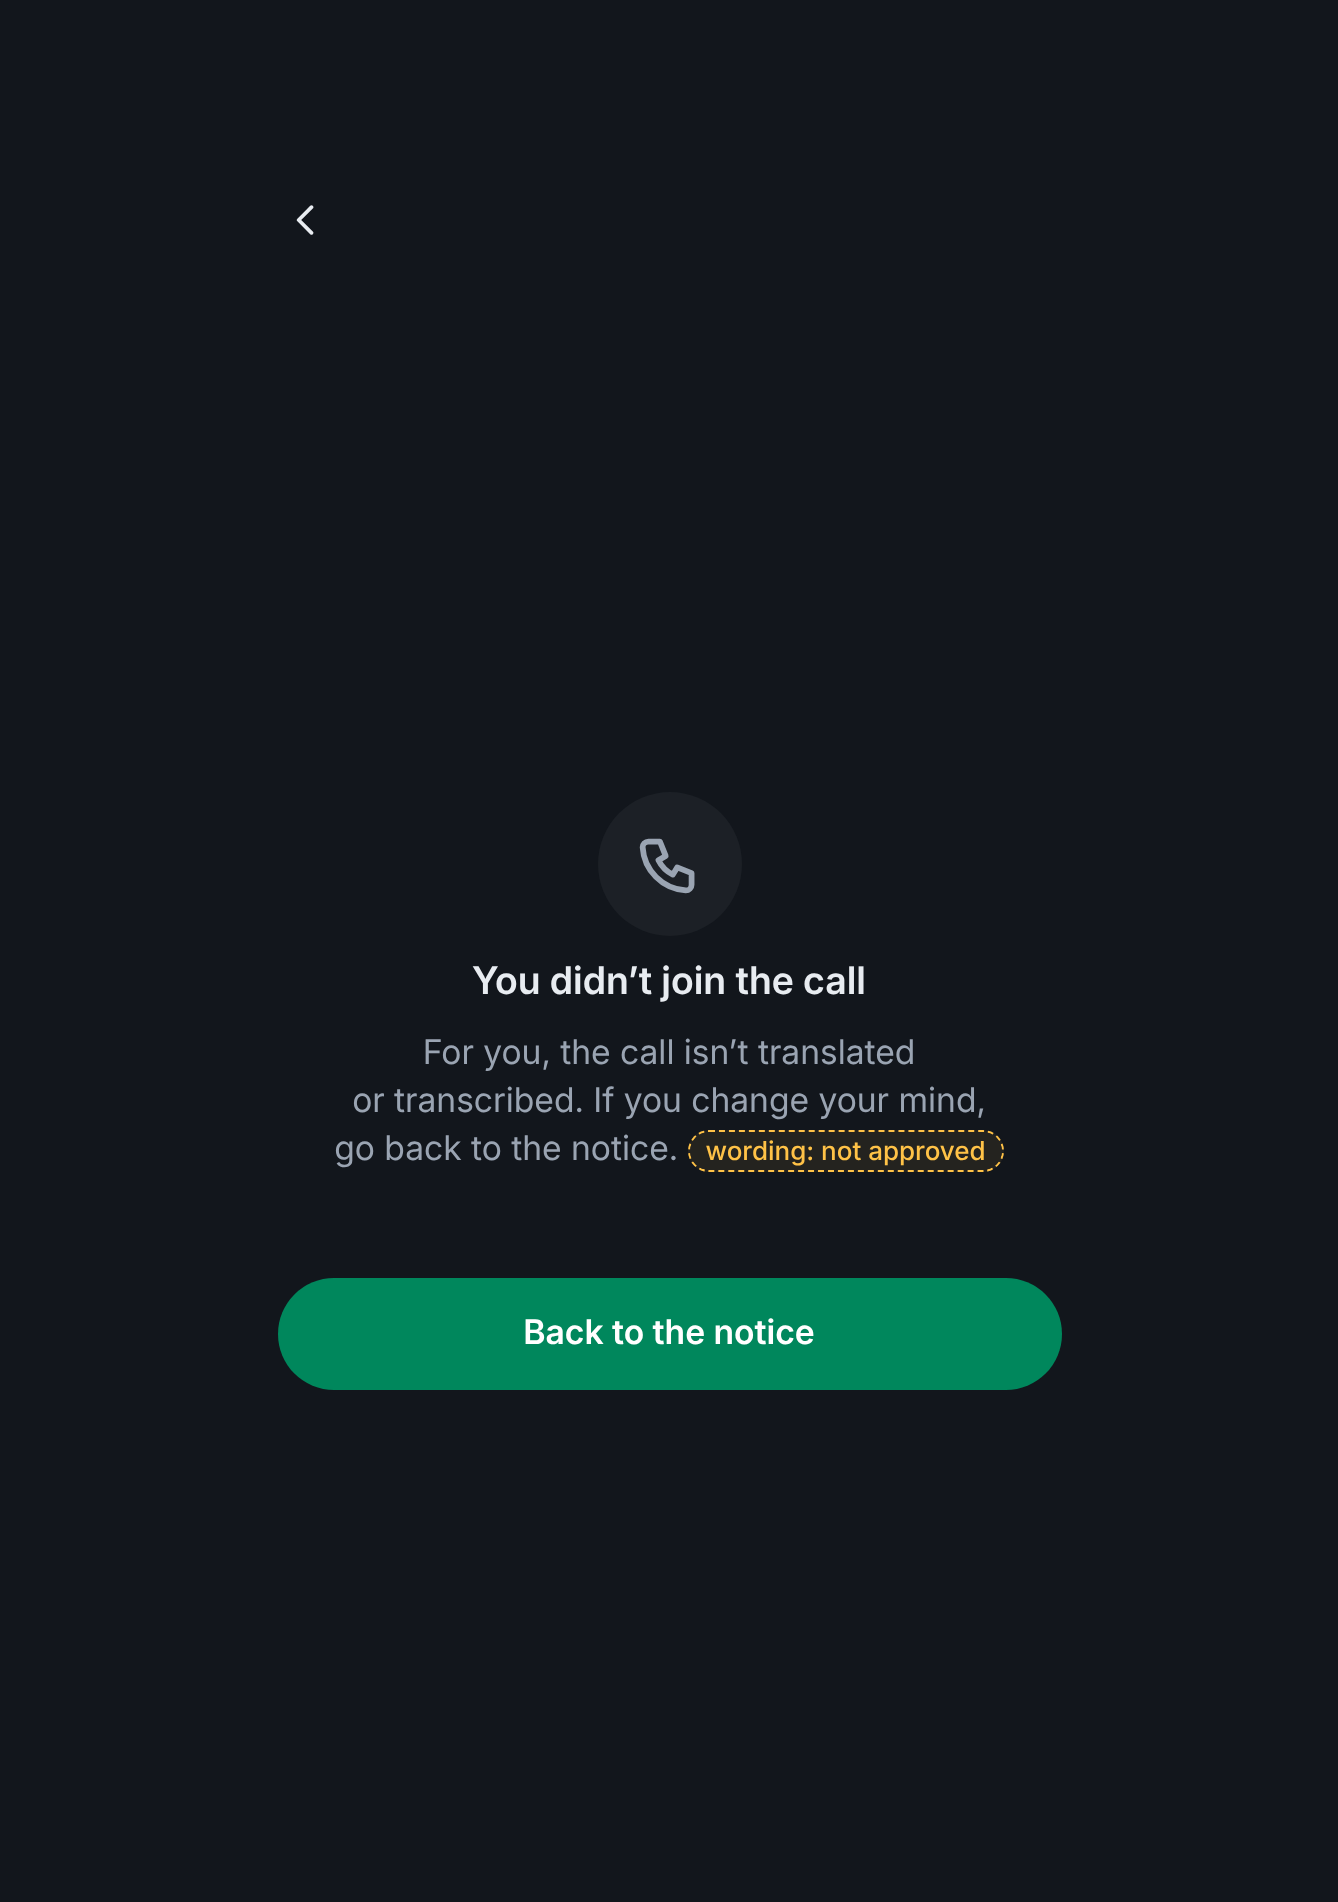 You didn’t join the call
For you, the call isn’t translated
or transcribed. If you change your mind,
go back to the notice. wording: not approved
Back to the notice